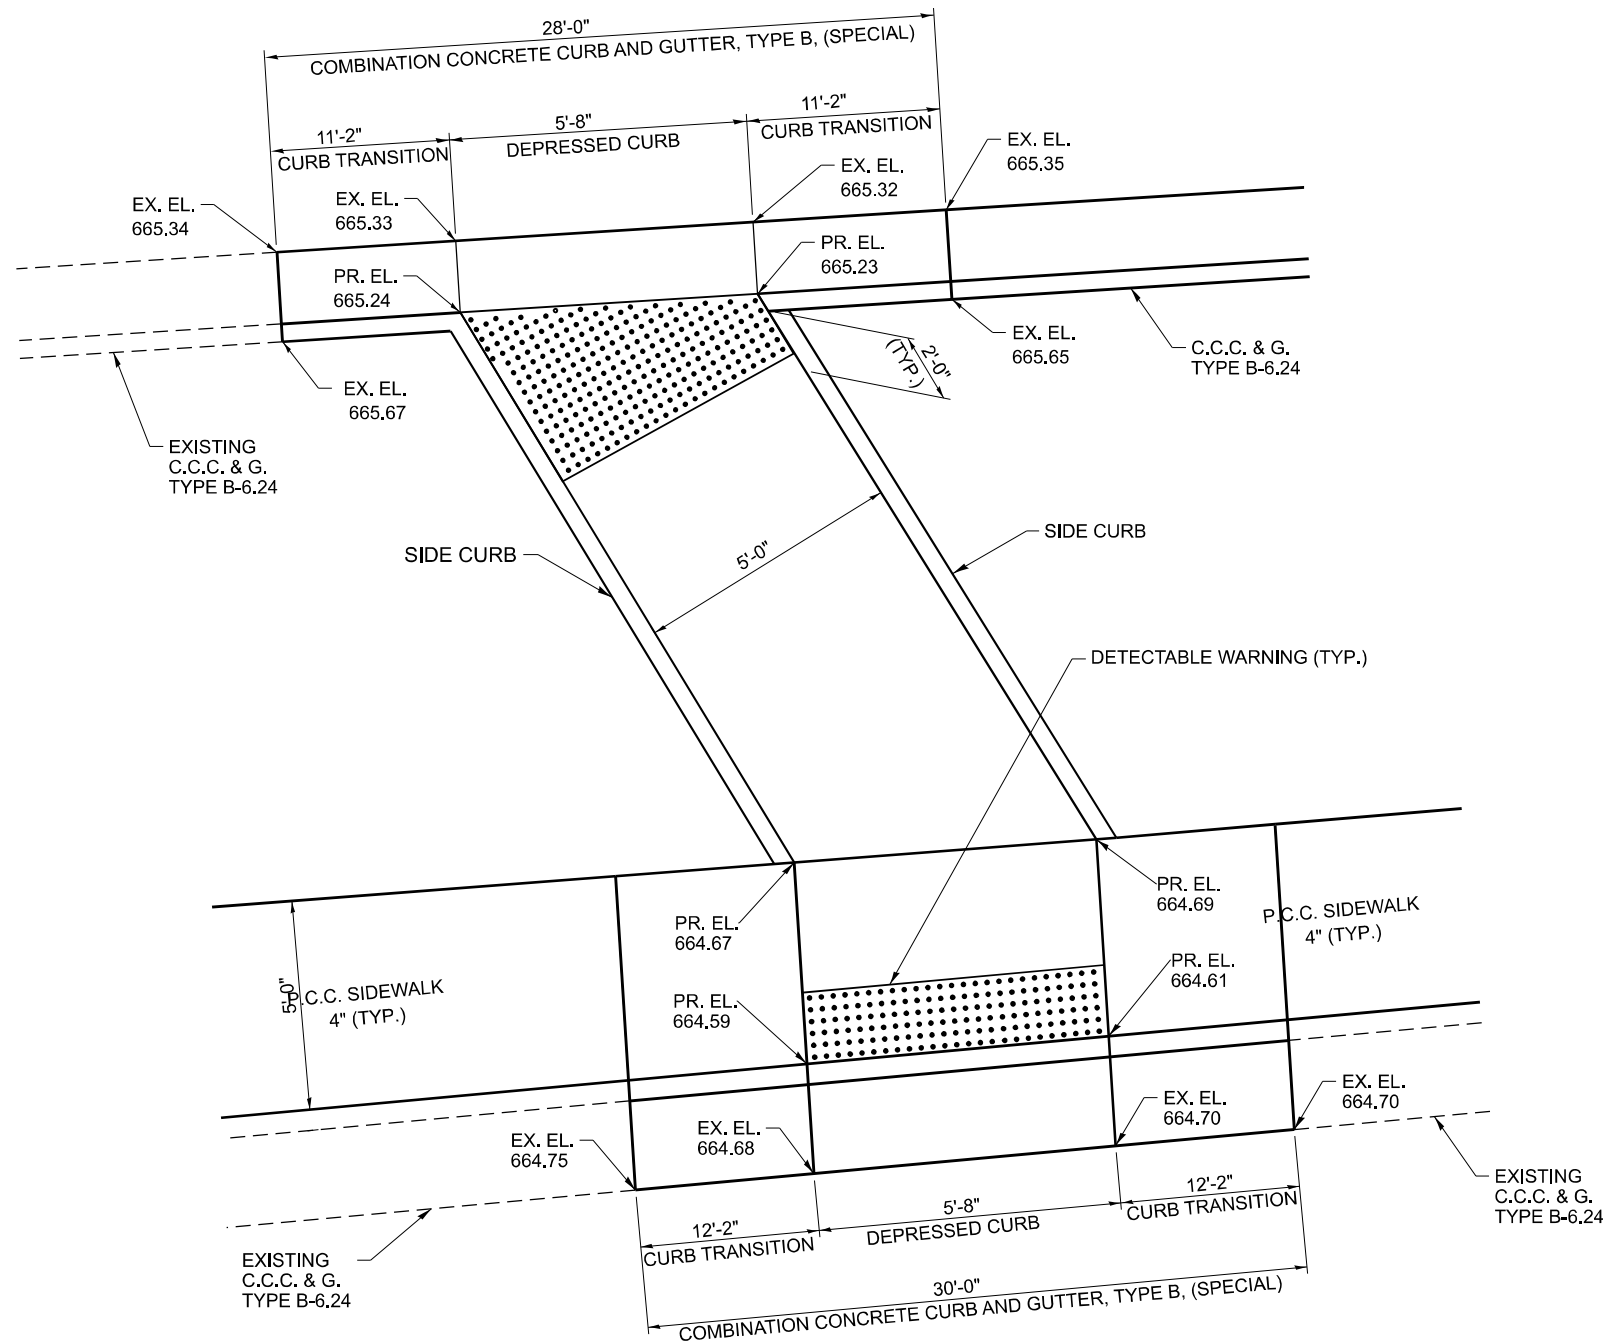 28'-0"
COMBINATION CONCRETE CURB AND GUTTER, TYPE B, (SPECIAL)
11'-2"
CURB TRANSITION
5'-8"
DEPRESSED CURB
11'-2"
CURB TRANSITION
EX. EL.
665.34
EX. EL.
665.33
EX. EL.
665.32
EX. EL.
665.35
PR. EL.
665.24
PR. EL.
665.23
EX. EL.
665.67
EX. EL.
665.65
2'-0"
(TYP.)
C.C.C. & G.
TYPE B-6.24
EXISTING
C.C.C. & G.
TYPE B-6.24
SIDE CURB
5'-0"
SIDE CURB
DETECTABLE WARNING (TYP.)
PR. EL.
664.67
PR. EL.
664.69
P.C.C. SIDEWALK
4" (TYP.)
5'-0"
P.C.C. SIDEWALK
4" (TYP.)
PR. EL.
664.59
PR. EL.
664.61
EX. EL.
664.75
EX. EL.
664.68
EX. EL.
664.70
EX. EL.
664.70
12'-2"
CURB TRANSITION
5'-8"
DEPRESSED CURB
12'-2"
CURB TRANSITION
EXISTING
C.C.C. & G.
TYPE B-6.24
EXISTING
C.C.C. & G.
TYPE B-6.24
30'-0"
COMBINATION CONCRETE CURB AND GUTTER, TYPE B, (SPECIAL)